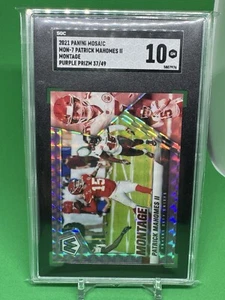 SGC
2021 PANINI MOSAIC
MON-7 PATRICK MAHOMES II
MONTAGE
PURPLE PRIZM 37/49
10
MONTAGE
PATRICK MAHOMES II
15